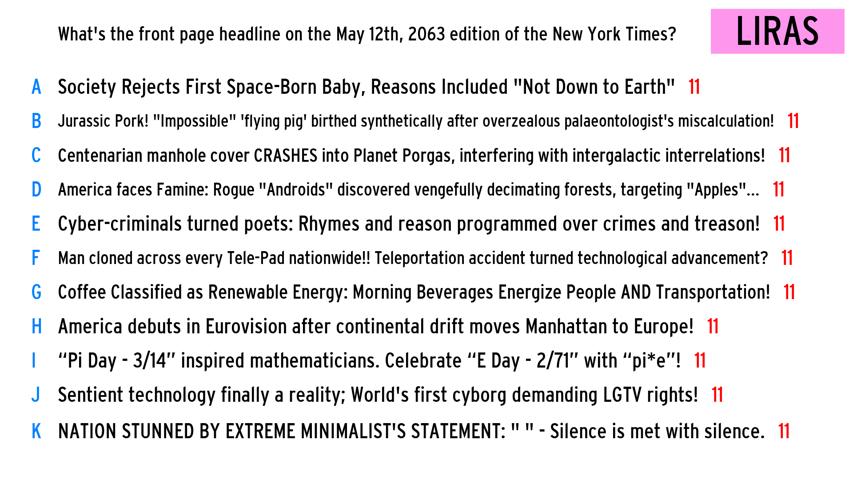 What's the front page headline on the May 12th, 2063 edition of the New York Times?
LIRAS
A Society Rejects First Space-Born Baby, Reasons Included "Not Down to Earth" 11
B Jurassic Pork! "Impossible" 'flying pig' birthed synthetically after overzealous palaeontologist's miscalculation! 11
C Centenarian manhole cover CRASHES into Planet Porgas, interfering with intergalactic interrelations! 11
D America faces Famine: Rogue "Androids" discovered vengefully decimating forests, targeting "Apples"... 11
E Cyber-criminals turned poets: Rhymes and reason programmed over crimes and treason! 11
F Man cloned across every Tele-Pad nationwide!! Teleportation accident turned technological advancement? 11
G Coffee Classified as Renewable Energy: Morning Beverages Energize People AND Transportation! 11
H America debuts in Eurovision after continental drift moves Manhattan to Europe! 11
I “Pi Day - 3/14” inspired mathematicians. Celebrate “E Day - 2/71” with “pi*e”! 11
J Sentient technology finally a reality; World's first cyborg demanding LGTV rights! 11
K NATION STUNNED BY EXTREME MINIMALIST'S STATEMENT: " " - Silence is met with silence. 11